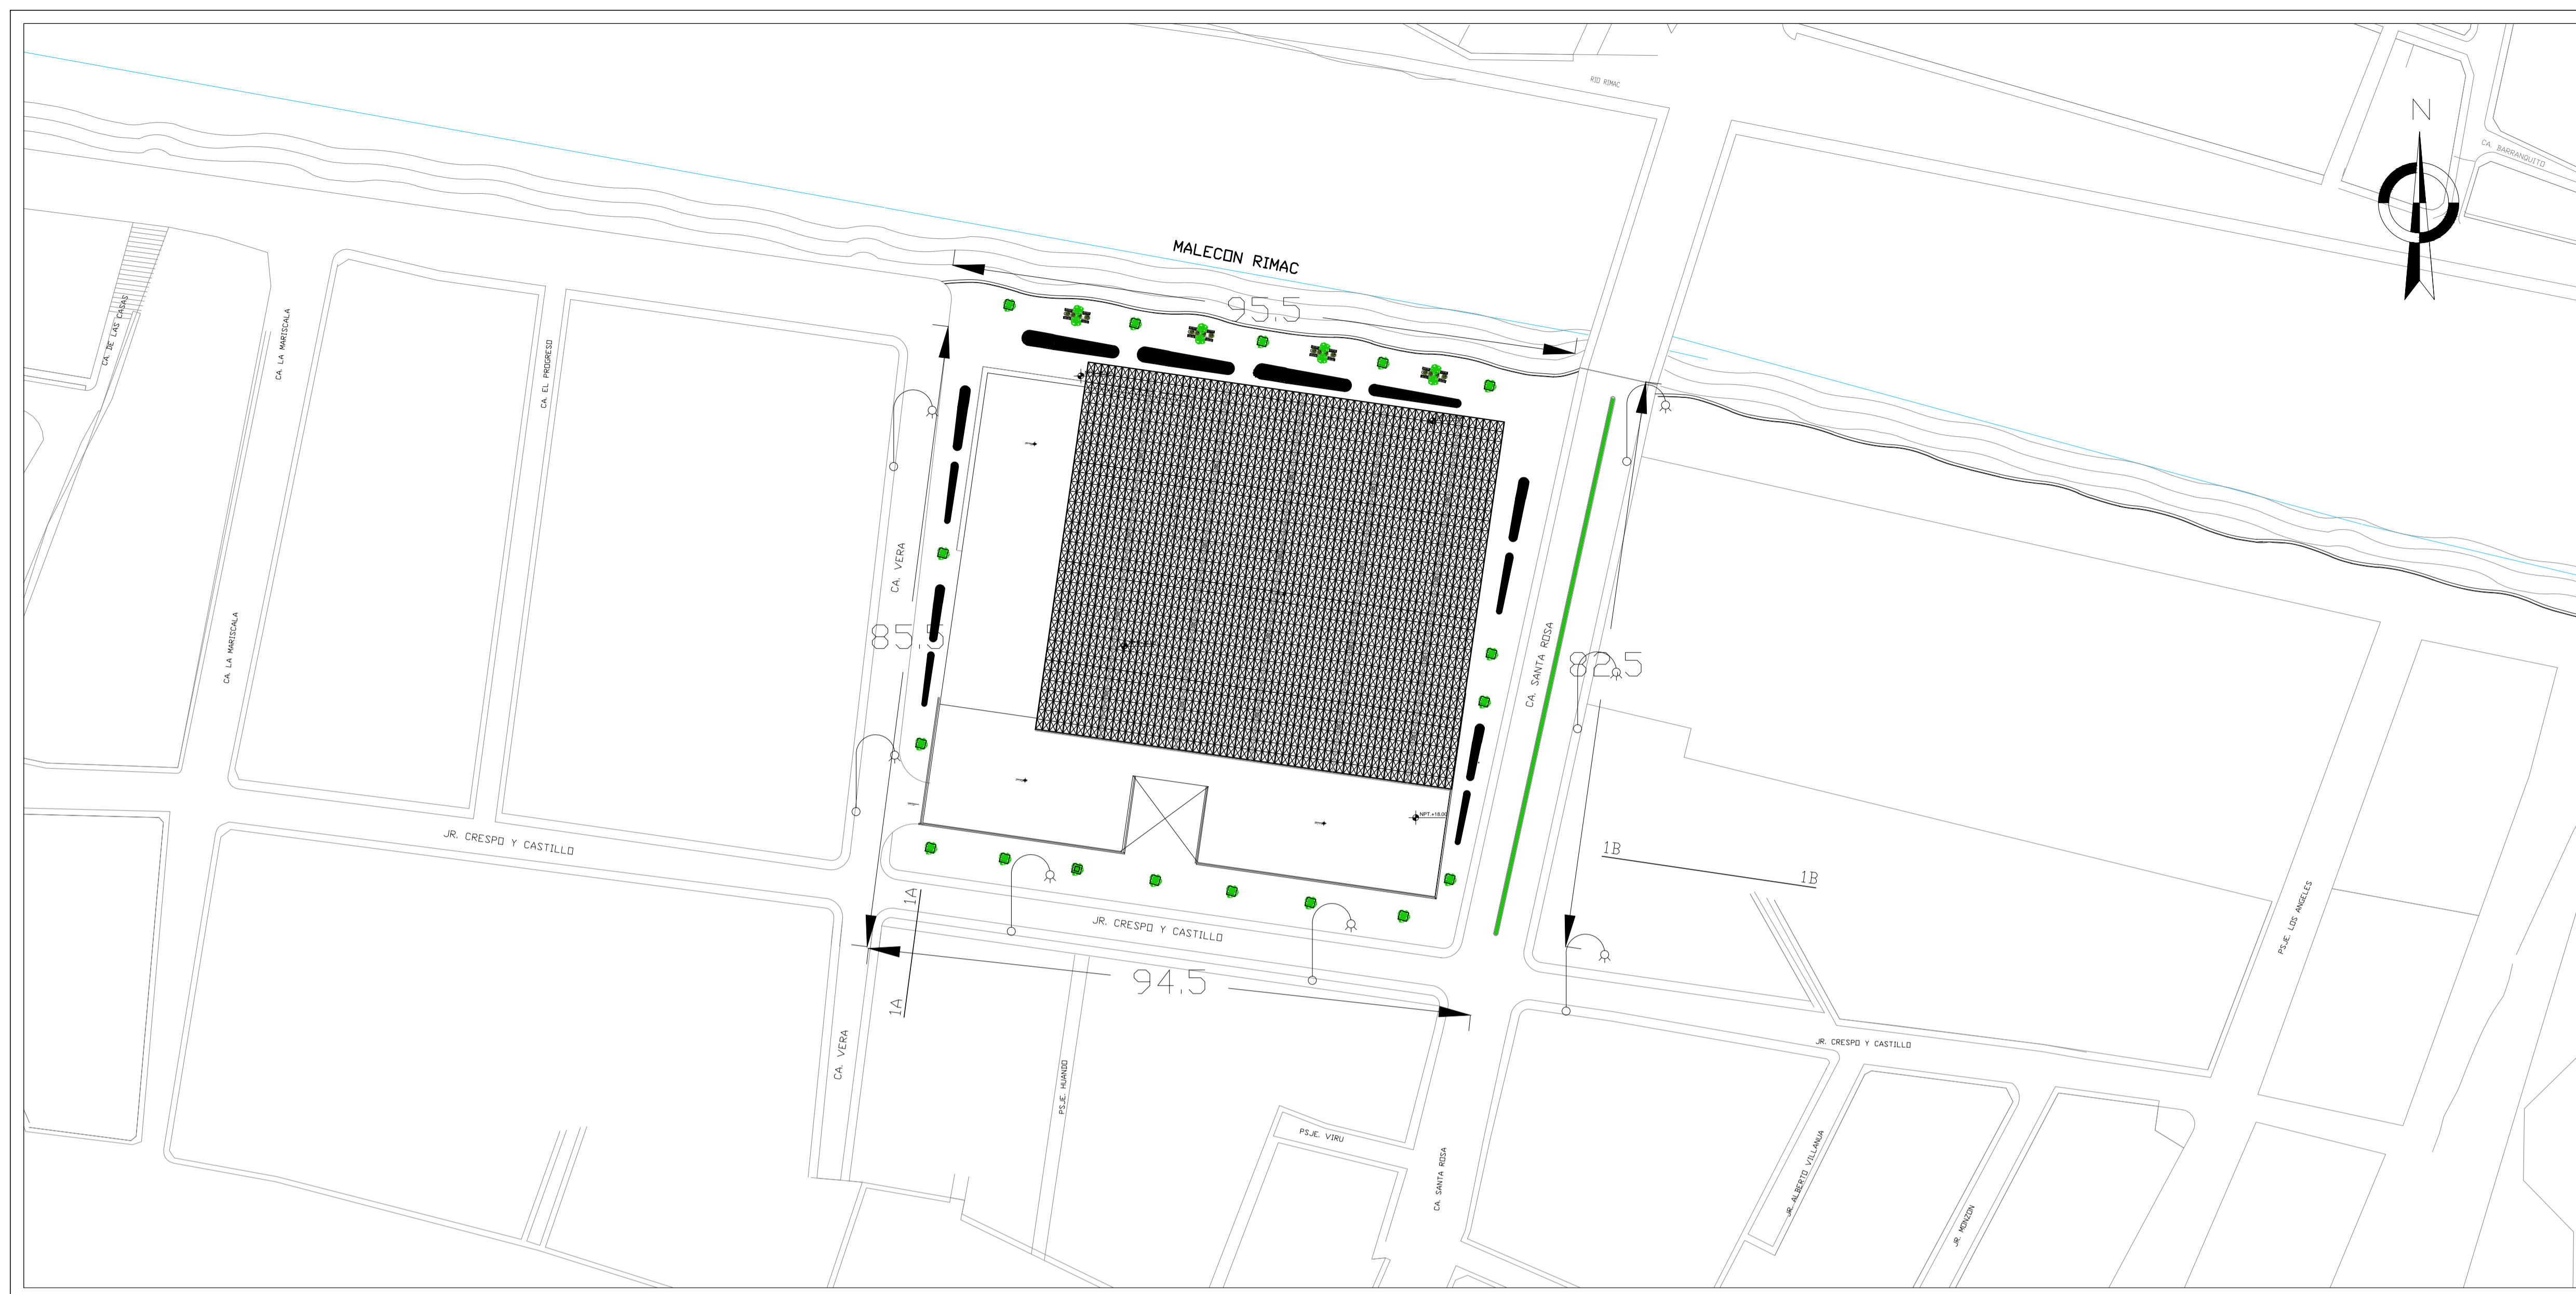 RIO RIMAC
N
CA. BARRANQUITO
MALECON RIMAC
95,5
CA. DE LAS CASAS
CA. LA MARISCALA
CA. EL PROGRESO
CA. VERA
85,5
CA. LA MARISCALA
CA. SANTA ROSA
82,5
NPT.+18.00
JR. CRESPO Y CASTILLO
1B
1B
1A
JR. CRESPO Y CASTILLO
PSJE. LOS ANGELES
94,5
1A
CA. VERA
JR. CRESPO Y CASTILLO
PSJE. HUANDO
PSJE. VIRU
CA. SANTA ROSA
JR. ALBERTO VILLANUA
JR. MONZON